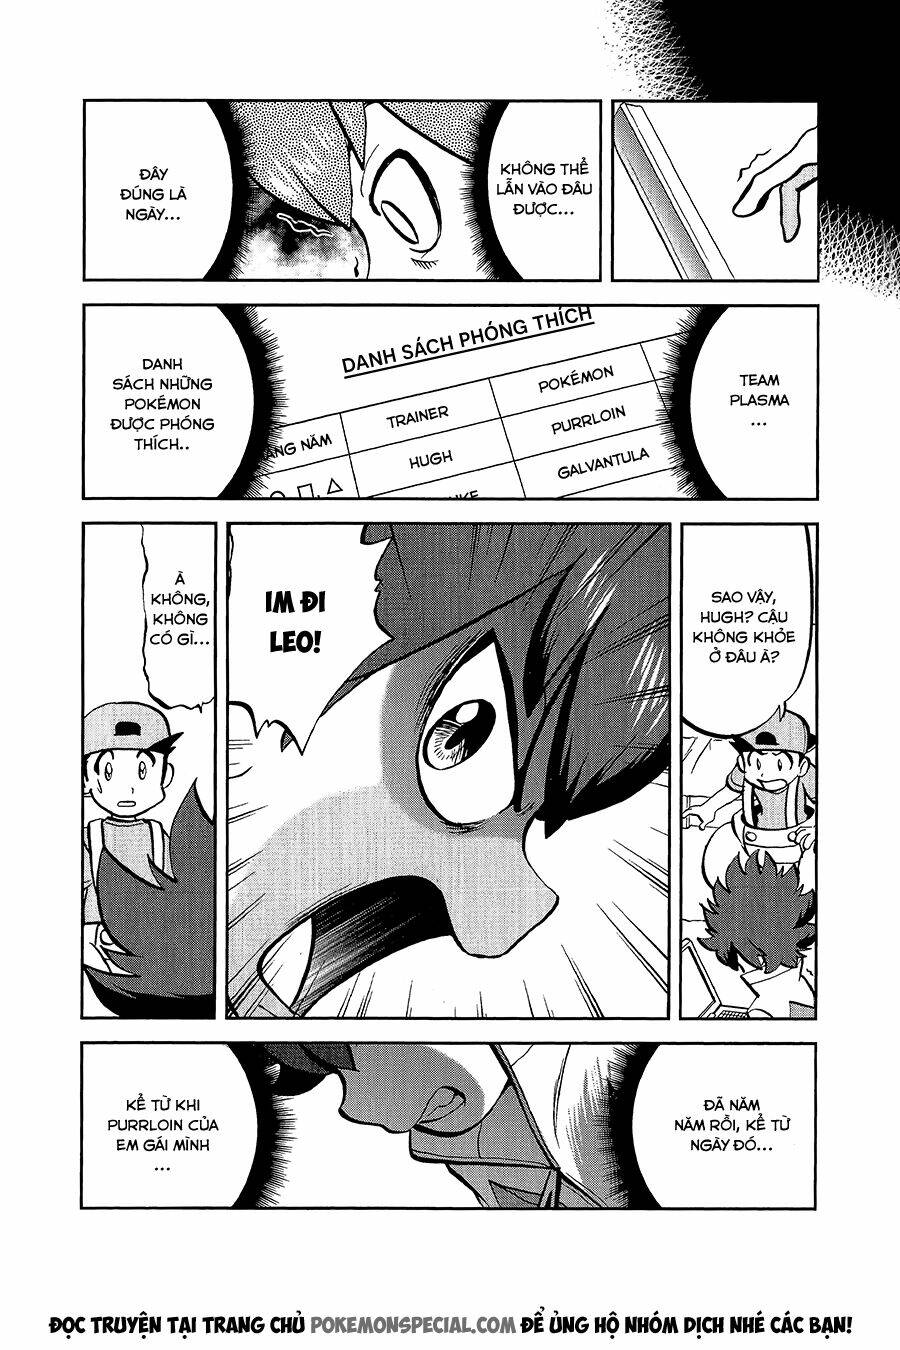 KHÔNG THỂ
LẪN VÀO ĐÂU
ĐƯỢC...
ĐÂY
ĐÚNG LÀ
NGÀY...
TEAM
PLASMA
...
DANH SÁCH PHÓNG THÍCH
ÁNG NĂM
TRAINER
POKÉMON
HUGH
PURRLOIN
UKE
GALVANTULA
DANH
SÁCH NHỮNG
POKÉMON
ĐƯỢC PHÓNG
THÍCH..
SAO VẬY,
HUGH? CẬU
KHÔNG KHỎE
Ở ĐÂU À?
IM ĐI
LEO!
À
KHÔNG,
KHÔNG
CÓ GÌ...
ĐÃ NĂM
NĂM RỒI, KỂ TỪ
NGÀY ĐÓ...
KỂ TỪ KHI
PURRLOIN CỦA
EM GÁI MÌNH
...
ĐỌC TRUYỆN TẠI TRANG CHỦ POKEMONSPECIAL.COM ĐỂ ỦNG HỘ NHÓM DỊCH NHÉ CÁC BẠN!